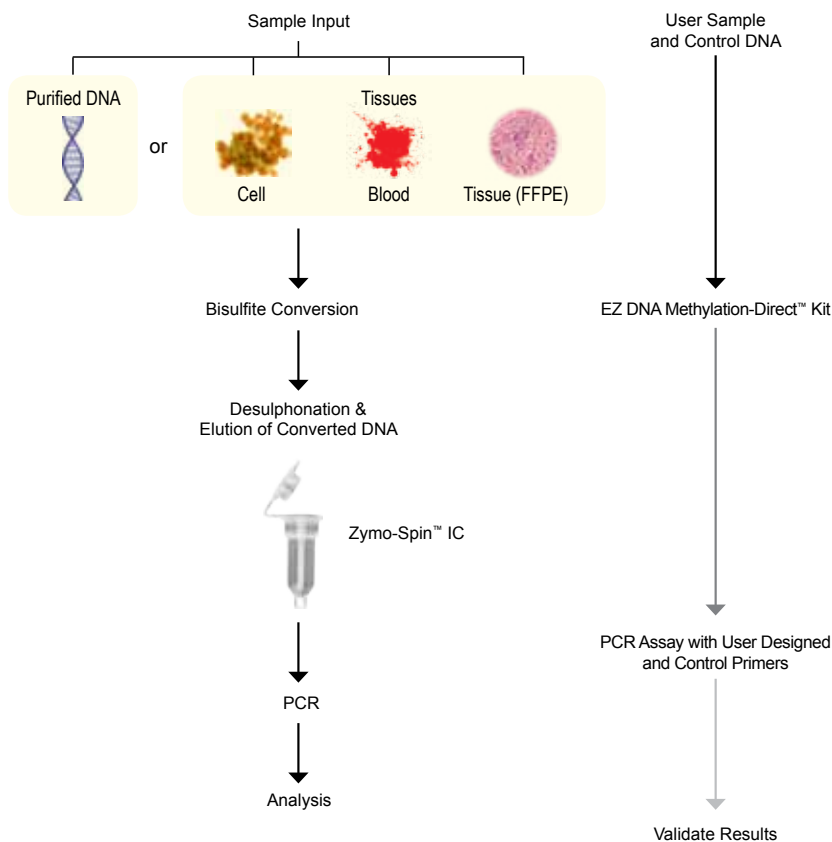 Sample Input
Purified DNA
or
Tissues
Cell
Blood
Tissue (FFPE)
Bisulfite Conversion
Desulphonation &
Elution of Converted DNA
Zymo-Spin™ IC
PCR
Analysis
User Sample
and Control DNA
EZ DNA Methylation-Direct™ Kit
PCR Assay with User Designed
and Control Primers
Validate Results